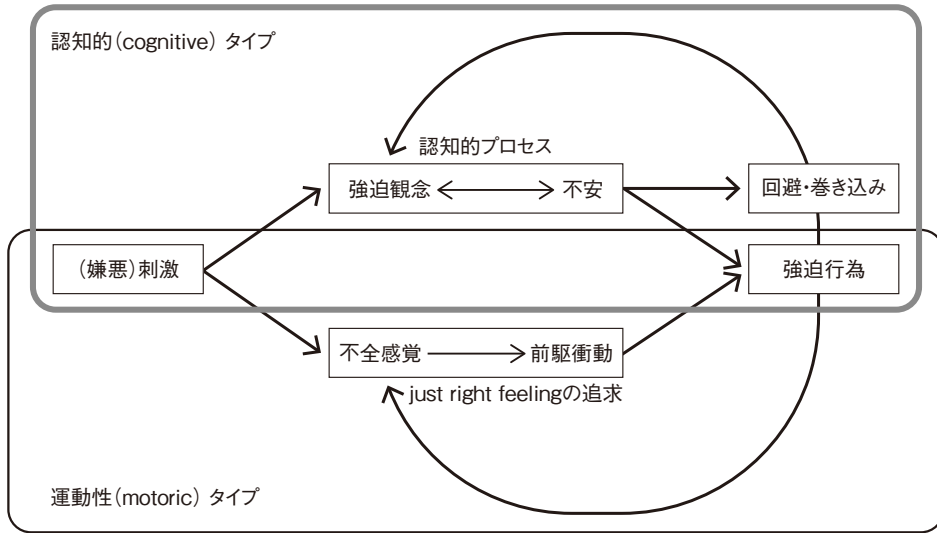 認知的(cognitive) タイプ
認知的プロセス
強迫観念
不安
回避・巻き込み
(嫌悪)刺激
強迫行為
不全感覚
前駆衝動
just right feelingの追求
運動性(motoric) タイプ